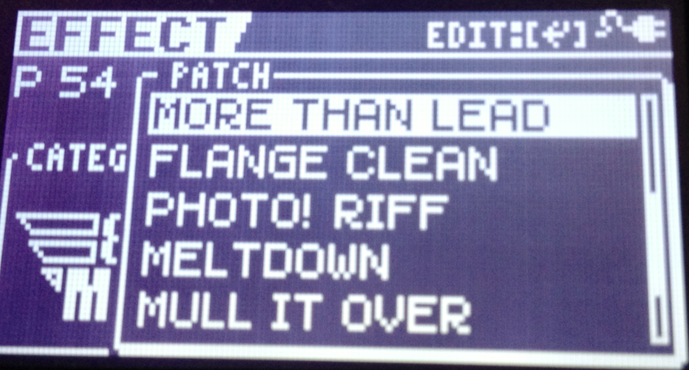 EFFECT
EDIT:[↵]
P 54
PATCH
MORE THAN LEAD
CATEG
FLANGE CLEAN
PHOTO! RIFF
MELTDOWN
MULL IT OVER
M